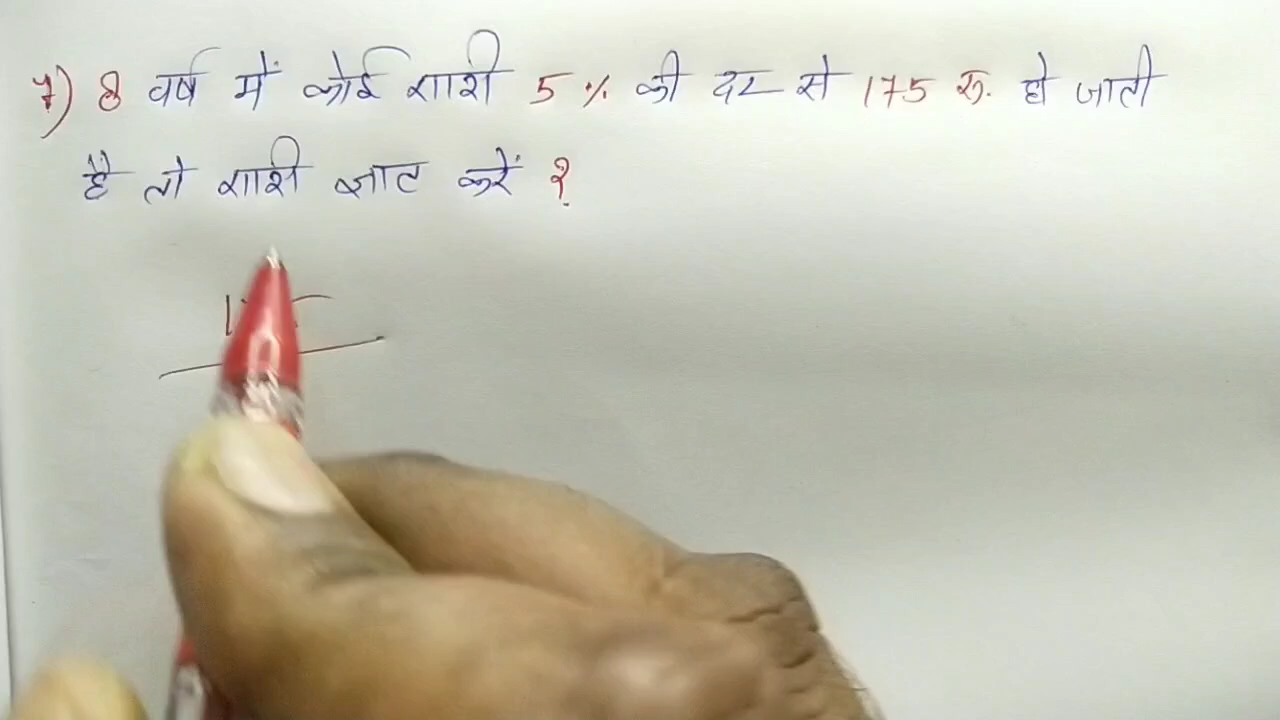 7) 8 वर्ष में कोई राशी 5 % की दर से 175 रु. हो जाती
है तो राशी ज्ञात करें ?